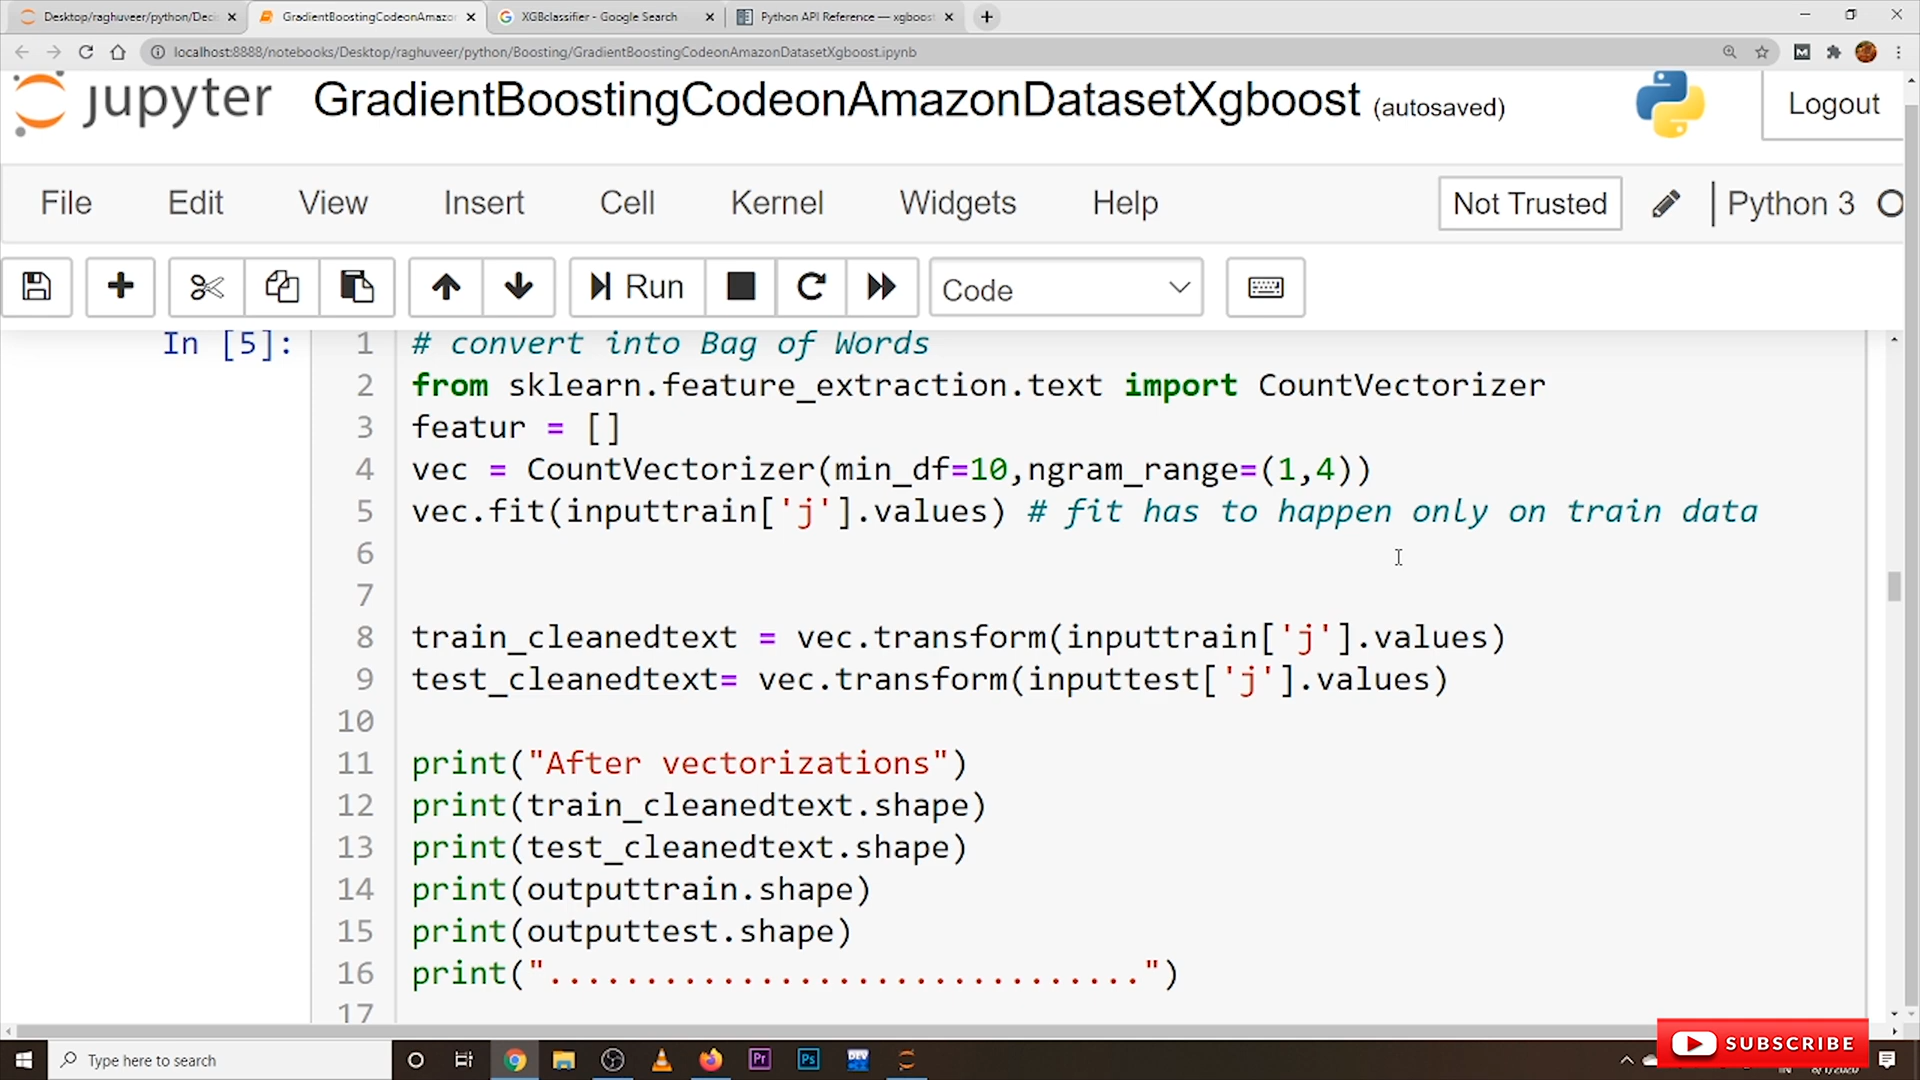 Desktop/raghuveer/python/Deci
GradientBoostingCodeonAmazon
XGBclassifier - Google Search
Python API Reference — xgboost
localhost:8888/notebooks/Desktop/raghuveer/python/Boosting/GradientBoostingCodeonAmazonDatasetXgboost.ipynb
jupyter GradientBoostingCodeonAmazonDatasetXgboost (autosaved) Logout
File Edit View Insert Cell Kernel Widgets Help Not Trusted Python 3
Run Code
In [5]: 1 # convert into Bag of Words
2 from sklearn.feature_extraction.text import CountVectorizer
3 featur = []
4 vec = CountVectorizer(min_df=10,ngram_range=(1,4))
5 vec.fit(inputtrain['j'].values) # fit has to happen only on train data
6
7
8 train_cleanedtext = vec.transform(inputtrain['j'].values)
9 test_cleanedtext= vec.transform(inputtest['j'].values)
10
11 print("After vectorizations")
12 print(train_cleanedtext.shape)
13 print(test_cleanedtext.shape)
14 print(outputtrain.shape)
15 print(outputtest.shape)
16 print("...............................")
17
Type here to search
Pr
Ps
DEV
SUBSCRIBE